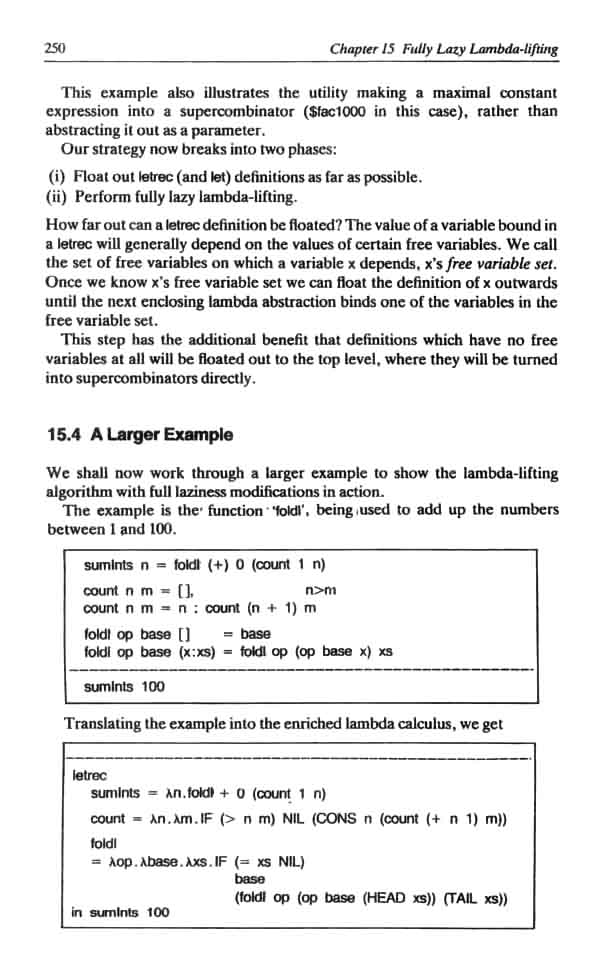 250 Chapter 15 Fully Lazy Lambda-lifting
This example also illustrates the utility making a maximal constant
expression into a supercombinator ($fac1000 in this case), rather than
abstracting it out as a parameter.
Our strategy now breaks into two phases:
(i) Float out letrec (and let) definitions as far as possible.
(ii) Perform fully lazy lambda-lifting.
How far out can a letrec definition be floated? The value of a variable bound in
a letrec will generally depend on the values of certain free variables. We call
the set of free variables on which a variable x depends, x's free variable set.
Once we know x's free variable set we can float the definition of x outwards
until the next enclosing lambda abstraction binds one of the variables in the
free variable set.
This step has the additional benefit that definitions which have no free
variables at all will be floated out to the top level, where they will be turned
into supercombinators directly.
15.4 A Larger Example
We shall now work through a larger example to show the lambda-lifting
algorithm with full laziness modifications in action.
The example is the function 'foldl', being used to add up the numbers
between 1 and 100.
sumInts n = foldl (+) 0 (count 1 n)
count n m = [], n>m
count n m = n : count (n + 1) m
foldl op base [] = base
foldl op base (x:xs) = foldl op (op base x) xs
sumInts 100
Translating the example into the enriched lambda calculus, we get
letrec
sumInts = λn.foldl + 0 (count 1 n)
count = λn.λm.IF (> n m) NIL (CONS n (count (+ n 1) m))
foldl
= λop.λbase.λxs.IF (= xs NIL)
base
(foldl op (op base (HEAD xs)) (TAIL xs))
in sumInts 100